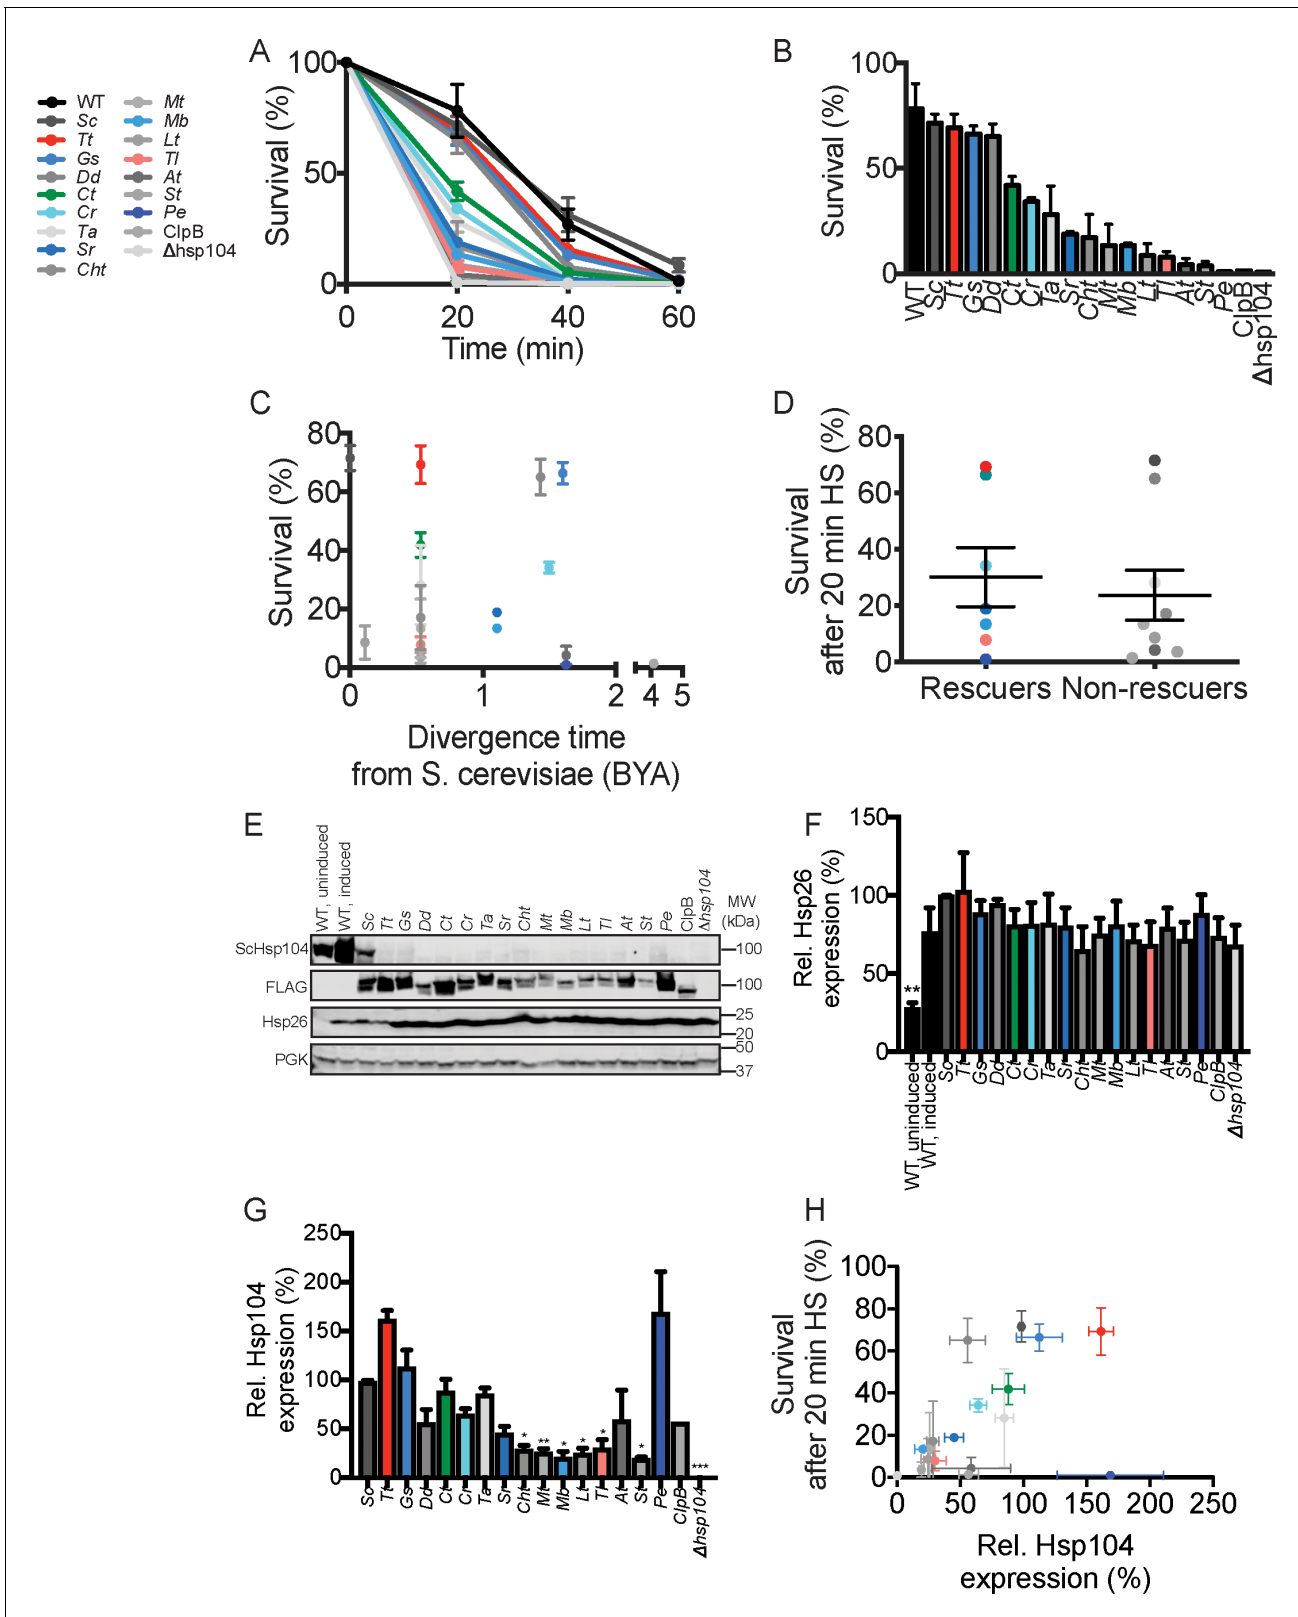 A
Survival (%)
100
50
0
0
20
40
60
Time (min)
WT
Sc
Tt
Gs
Dd
Ct
Cr
Ta
Sr
Cht
Mt
Mb
Lt
Tl
At
St
Pe
ClpB
Δhsp104
B
Survival (%)
100
50
0
WT
Sc
Tt
Gs
Dd
Ct
Cr
Ta
Sr
Cht
Mt
Mb
Lt
Tl
At
St
Pe
ClpB
Δhsp104
C
Survival (%)
80
60
40
20
0
0
1
2
4
5
Divergence time
from S. cerevisiae (BYA)
D
Survival
after 20 min HS (%)
80
60
40
20
0
Rescuers
Non-rescuers
E
WT, uninduced
WT, induced
Sc
Tt
Gs
Dd
Ct
Cr
Ta
Sr
Cht
Mt
Mb
Lt
Tl
At
St
Pe
ClpB
Δhsp104
MW
(kDa)
ScHsp104
100
FLAG
100
Hsp26
25
20
PGK
50
37
F
Rel. Hsp26
expression (%)
150
100
50
0
**
WT, uninduced
WT, induced
Sc
Tt
Gs
Dd
Ct
Cr
Ta
Sr
Cht
Mt
Mb
Lt
Tl
At
St
Pe
ClpB
Δhsp104
G
Rel. Hsp104
expression (%)
250
200
150
100
50
0
*
**
*
*
*
*
***
Sc
Tt
Gs
Dd
Ct
Cr
Ta
Sr
Cht
Mt
Mb
Lt
Tl
At
St
Pe
ClpB
Δhsp104
H
Survival
after 20 min HS (%)
100
80
60
40
20
0
0
50
100
150
200
250
Rel. Hsp104
expression (%)